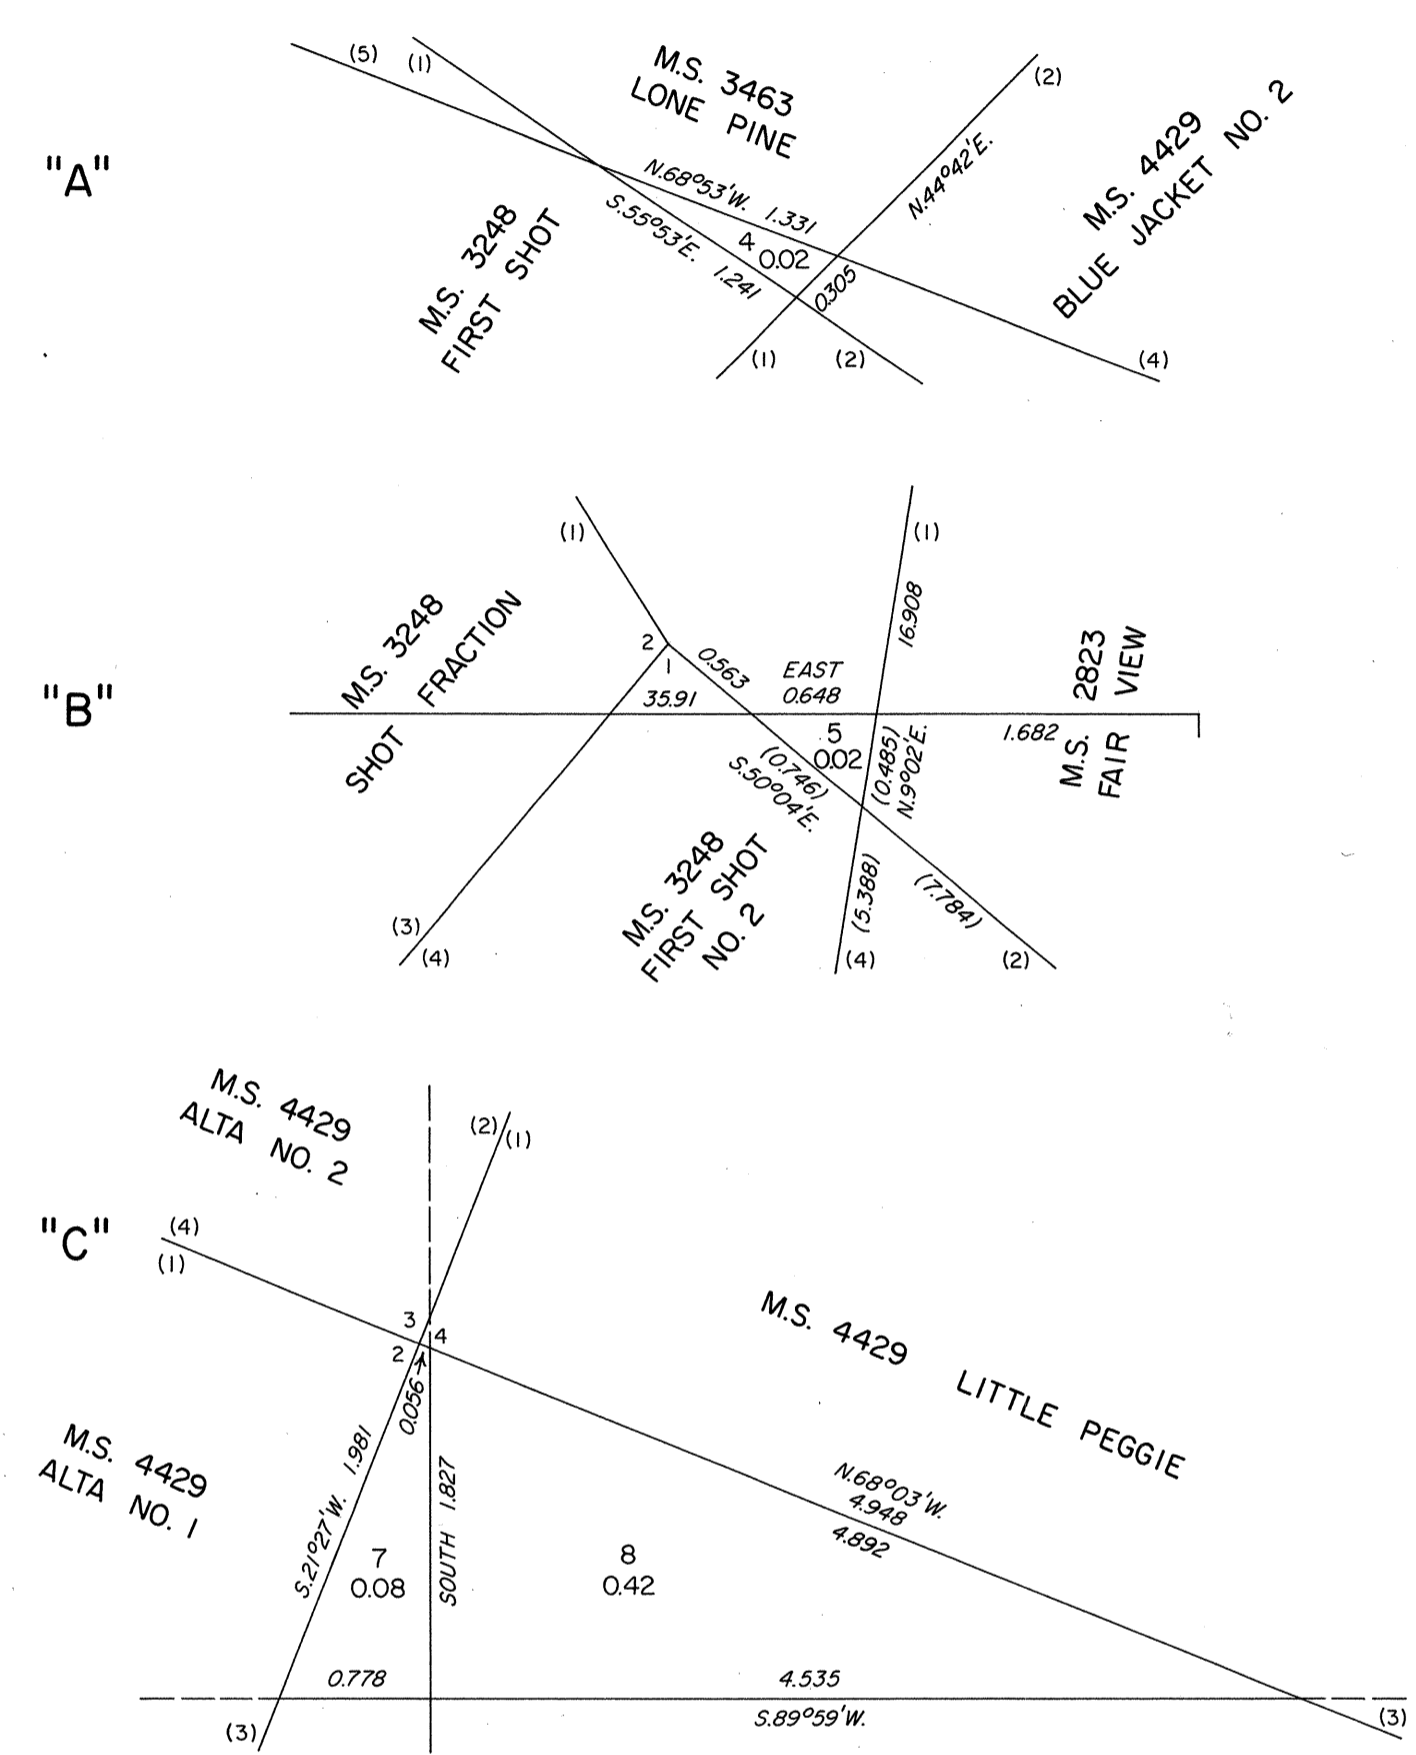 "A"
(5)
(1)
M.S. 3463
LONE PINE
(2)
N.44°42'E.
M.S. 4429
BLUE JACKET NO. 2
M.S. 3248
FIRST SHOT
N.68°53'W. 1.331
S.55°53'E. 1.241
4
0.02
0.305
(1)
(2)
(4)
"B"
(1)
(1)
M.S. 3248
SHOT FRACTION
2
1
0.563
EAST
0.648
35.91
16.908
M.S. 2823
FAIR VIEW
1.682
5
0.02
(0.746)
S.50°04'E.
(0.485)
N.9°02'E.
M.S. 3248
FIRST SHOT
NO. 2
(5.388)
(7.784)
(3)
(4)
(4)
(2)
"C"
M.S. 4429
ALTA NO. 2
(2)
(1)
(4)
(1)
3
4
2
0.056
M.S. 4429 LITTLE PEGGIE
M.S. 4429
ALTA NO. 1
S.21°27'W. 1.981
SOUTH 1.827
N.68°03'W.
4.948
4.892
7
0.08
8
0.42
0.778
4.535
S.89°59'W.
(3)
(3)